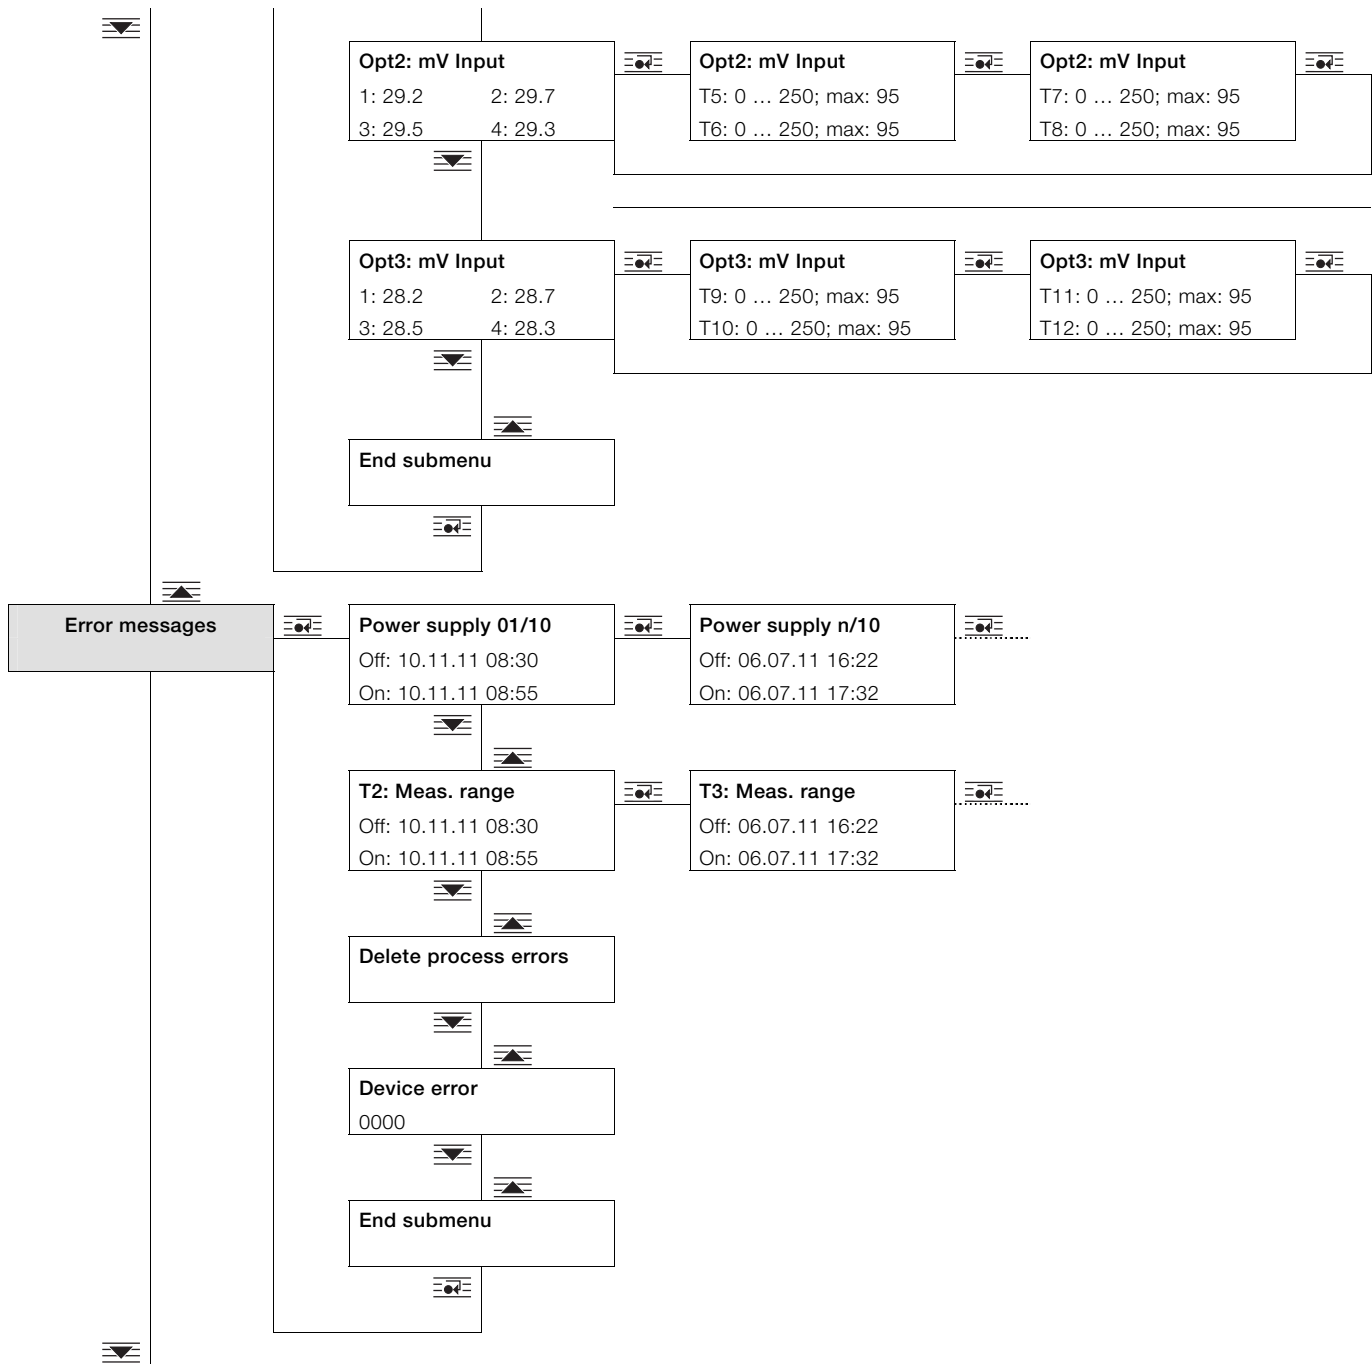 Opt2: mV Input
1: 29.2 2: 29.7
3: 29.5 4: 29.3
Opt2: mV Input
T5: 0 … 250; max: 95
T6: 0 … 250; max: 95
Opt2: mV Input
T7: 0 … 250; max: 95
T8: 0 … 250; max: 95
Opt3: mV Input
1: 28.2 2: 28.7
3: 28.5 4: 28.3
Opt3: mV Input
T9: 0 … 250; max: 95
T10: 0 … 250; max: 95
Opt3: mV Input
T11: 0 … 250; max: 95
T12: 0 … 250; max: 95
End submenu
Error messages
Power supply 01/10
Off: 10.11.11 08:30
On: 10.11.11 08:55
Power supply n/10
Off: 06.07.11 16:22
On: 06.07.11 17:32
T2: Meas. range
Off: 10.11.11 08:30
On: 10.11.11 08:55
T3: Meas. range
Off: 06.07.11 16:22
On: 06.07.11 17:32
Delete process errors
Device error
0000
End submenu